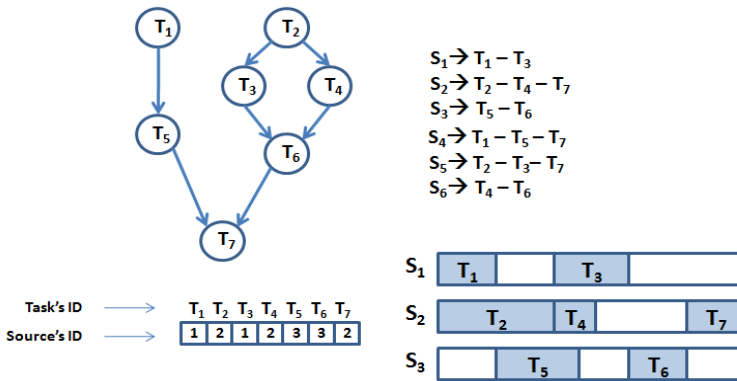 T1 T2
T3 T4
T5
T6
T7
S1→ T1 – T3
S2→ T2 – T4 – T7
S3→ T5 – T6
S4→ T1 – T5 – T7
S5→ T2 – T3– T7
S6→ T4 – T6
Task's ID T1 T2 T3 T4 T5 T6 T7
Source's ID 1 2 1 2 3 3 2
S1 T1 T3
S2 T2 T4 T7
S3 T5 T6